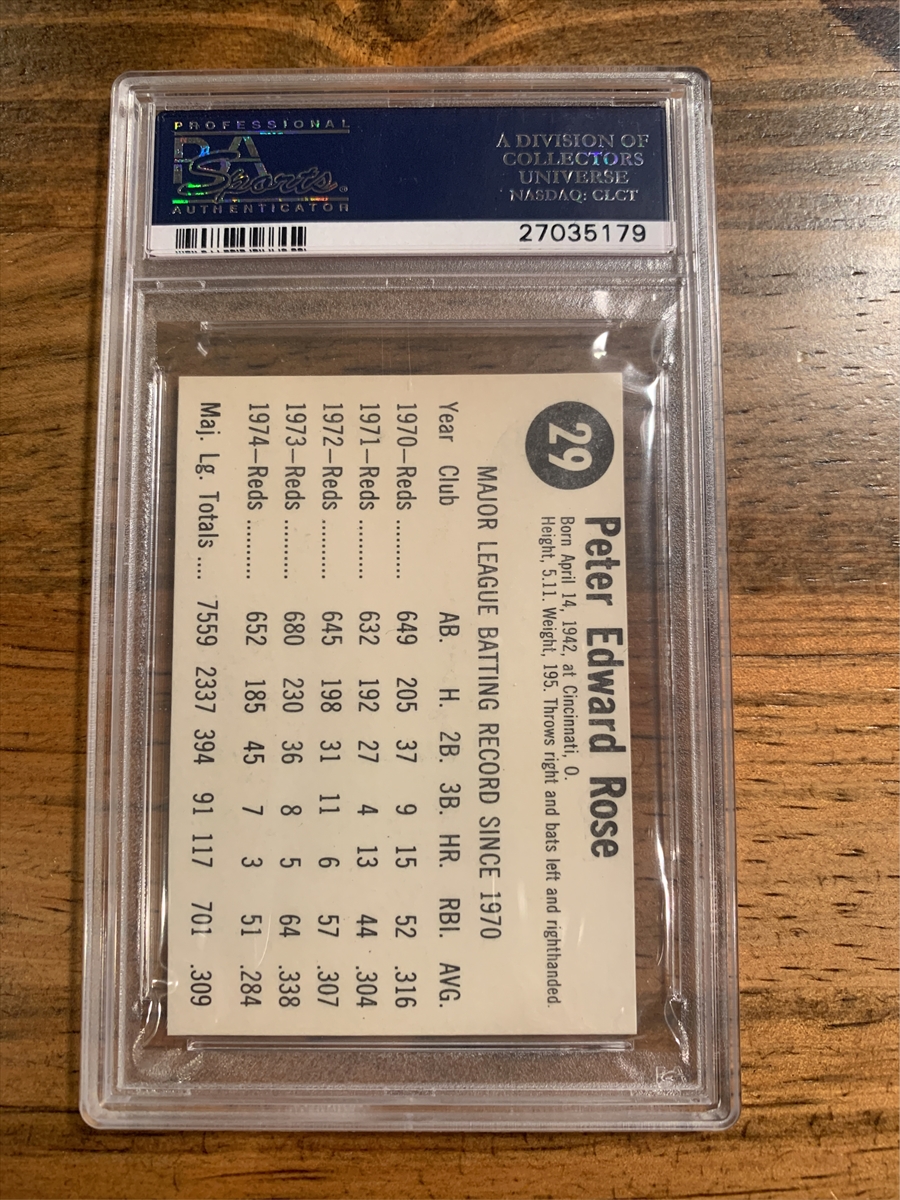 PROFESSIONAL
PSA
Sports
AUTHENTICATOR
A DIVISION OF
COLLECTORS
UNIVERSE
NASDAQ: CLCT
27035179
29
Peter Edward Rose
Born April 14, 1942, at Cincinnati, O.
Height, 5.11. Weight, 195. Throws right and bats left and righthanded.
MAJOR LEAGUE BATTING RECORD SINCE 1970
Year Club AB. H. 2B. 3B. HR. RBI. AVG.
1970—Reds .......... 649 205 37 9 15 52 .316
1971—Reds .......... 632 192 27 4 13 44 .304
1972—Reds .......... 645 198 31 11 6 57 .307
1973—Reds .......... 680 230 36 8 5 64 .338
1974—Reds .......... 652 185 45 7 3 51 .284
Maj. Lg. Totals .... 7559 2337 394 91 117 701 .309